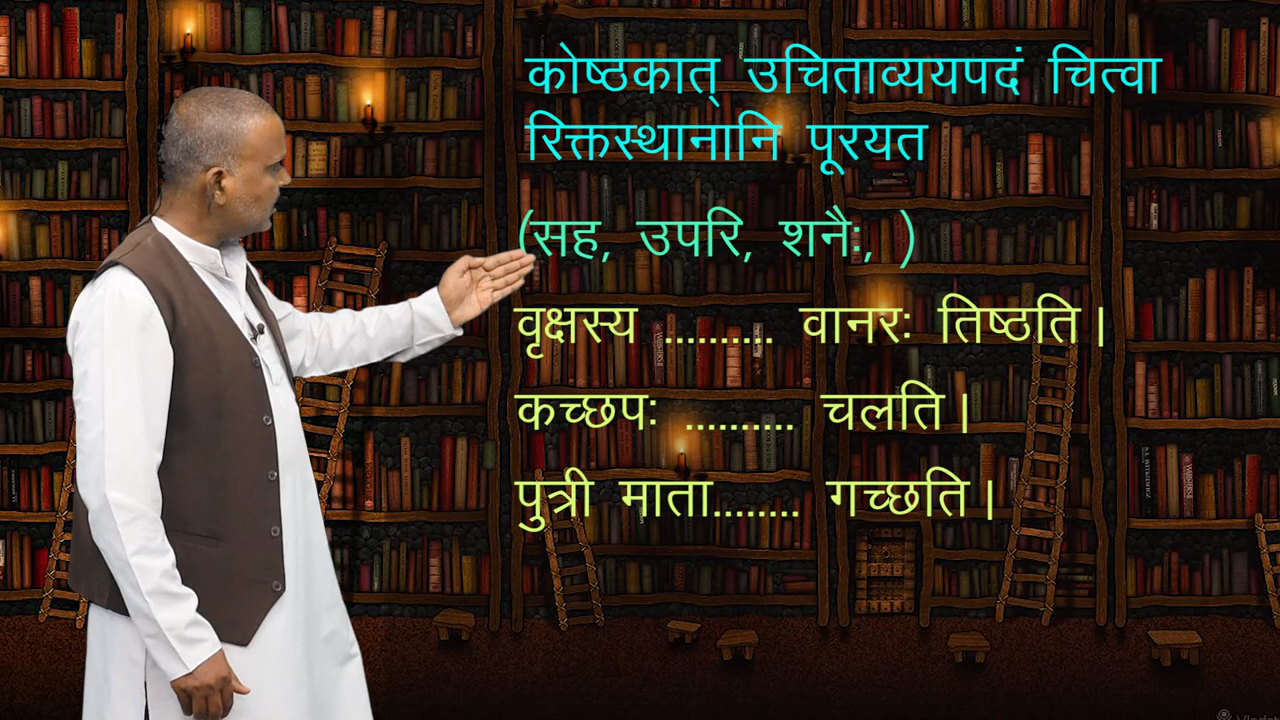 कोष्ठकात् उचिताव्ययपदं चित्वा
रिक्तस्थानानि पूरयत
(सह, उपरि, शनैः, )
वृक्षस्य .......... वानरः तिष्ठति।
कच्छपः .......... चलति।
पुत्री माता........ गच्छति।